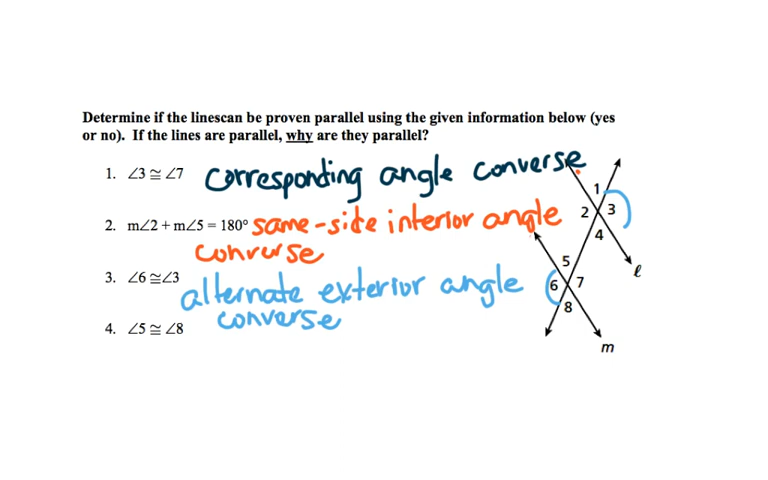 Determine if the linescan be proven parallel using the given information below (yes
or no). If the lines are parallel, why are they parallel?
1. ∠3 ≅ ∠7 corresponding angle converse
2. m∠2 + m∠5 = 180° same-side interior angle
converse
3. ∠6 ≅ ∠3 alternate exterior angle
converse
4. ∠5 ≅ ∠8
1
2 3
4
ℓ
5
6 7
8
m